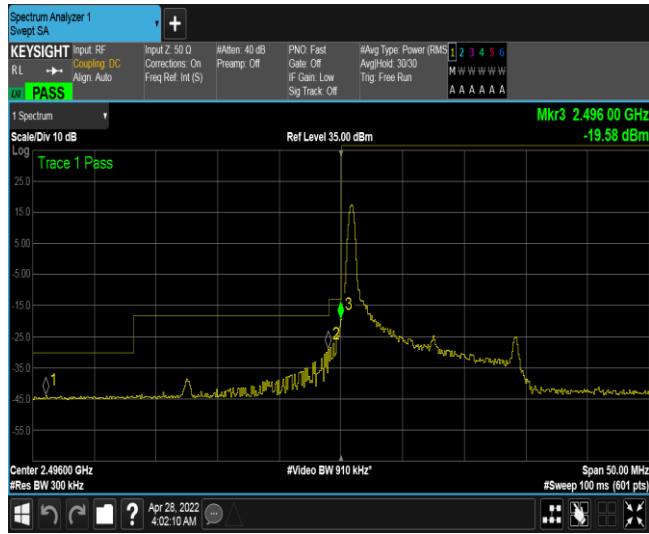 Spectrum Analyzer 1
Swept SA
KEYSIGHT
RL
LXI PASS
Input: RF
Coupling: DC
Align: Auto
Input Z: 50 Ω
Corrections: On
Freq Ref: Int (S)
#Atten: 40 dB
Preamp: Off
PNO: Fast
Gate: Off
IF Gain: Low
Sig Track: Off
#Avg Type: Power (RMS
Avg|Hold: 30/30
Trig: Free Run
1 2 3 4 5 6
M W W W W W
A A A A A A
1 Spectrum
Mkr3 2.496 00 GHz
Scale/Div 10 dB
Ref Level 35.00 dBm
-19.58 dBm
Log
Trace 1 Pass
25.0
15.0
5.00
-5.00
-15.0
3
2
-35.0
1
-45.0
-55.0
Center 2.49600 GHz
#Video BW 910 kHz*
Span 50.00 MHz
#Res BW 300 kHz
#Sweep 100 ms (601 pts)
?
Apr 28, 2022
4:02:10 AM